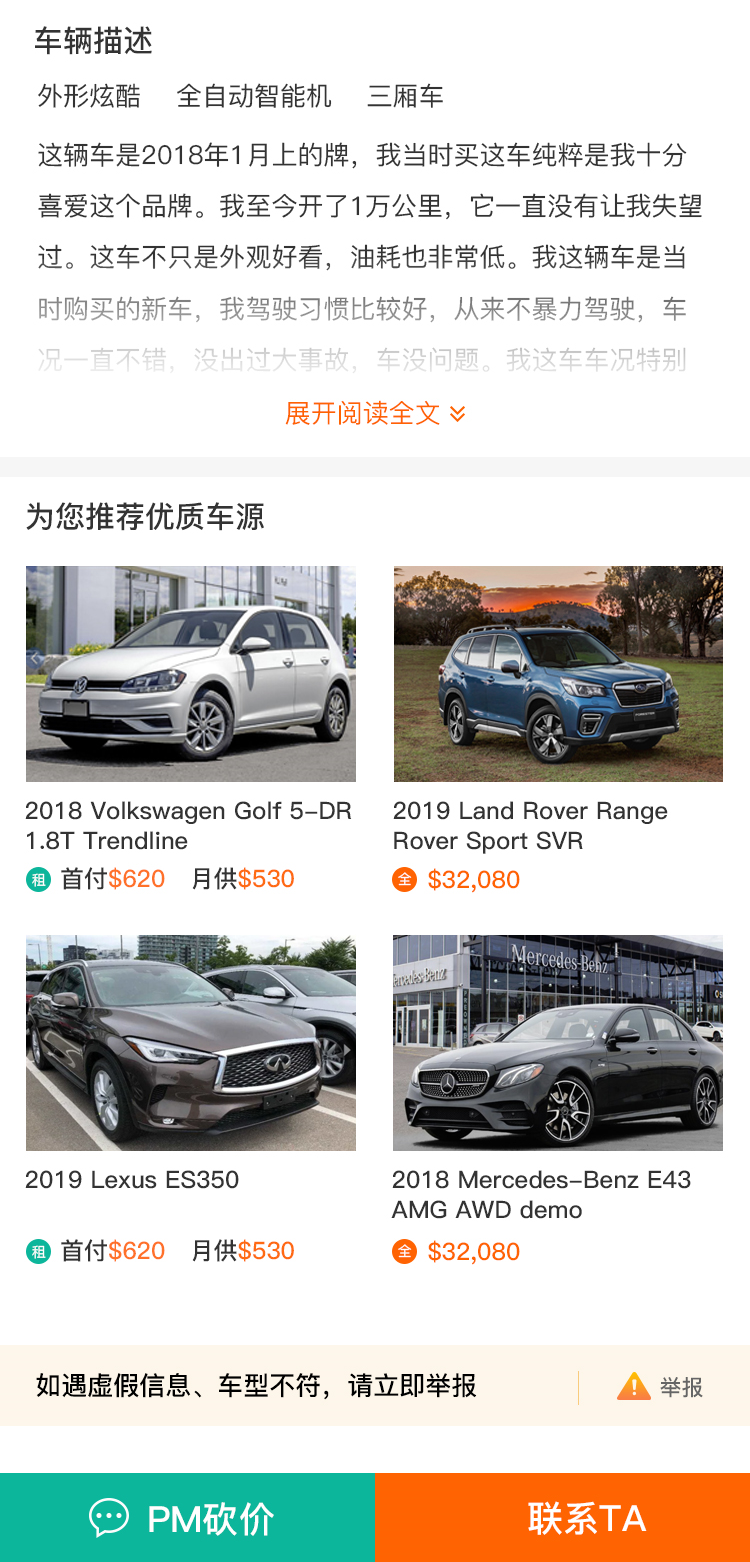 车辆描述
外形炫酷 全自动智能机 三厢车
这辆车是2018年1月上的牌，我当时买这车纯粹是我十分
喜爱这个品牌。我至今开了1万公里，它一直没有让我失望
过。这车不只是外观好看，油耗也非常低。我这辆车是当
时购买的新车，我驾驶习惯比较好，从来不暴力驾驶，车
况一直不错，没出过大事故，车没问题。我这车车况特别
展开阅读全文
为您推荐优质车源
2018 Volkswagen Golf 5-DR
1.8T Trendline
租 首付$620 月供$530
2019 Land Rover Range
Rover Sport SVR
全 $32,080
Mercedes-Benz
2019 Lexus ES350
租 首付$620 月供$530
2018 Mercedes-Benz E43
AMG AWD demo
全 $32,080
如遇虚假信息、车型不符，请立即举报
举报
PM砍价
联系TA